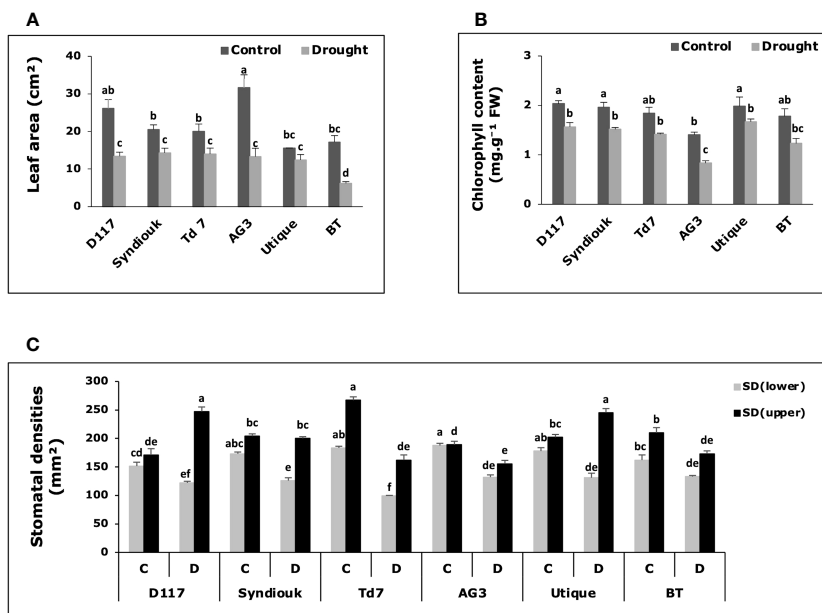 A
Control Drought
Leaf area (cm²)
40
30
20
10
0
ab c b c b c a c bc c c d
D117 Syndiouk Td 7 AG3 Utique BT
B
Control Drought
Chlorophyll content
(mg.g⁻¹ FW)
3
2
1
0
a b a b ab b b c a b ab bc
D117 Syndiouk Td7 AG3 Utique BT
C
SD(lower)
SD(upper)
Stomatal densities
(mm²)
300
250
200
150
100
50
0
cd de ef a abc bc e bc ab a f de a d de e ab bc de a bc b de de
C D C D C D C D C D C D
D117 Syndiouk Td7 AG3 Utique BT